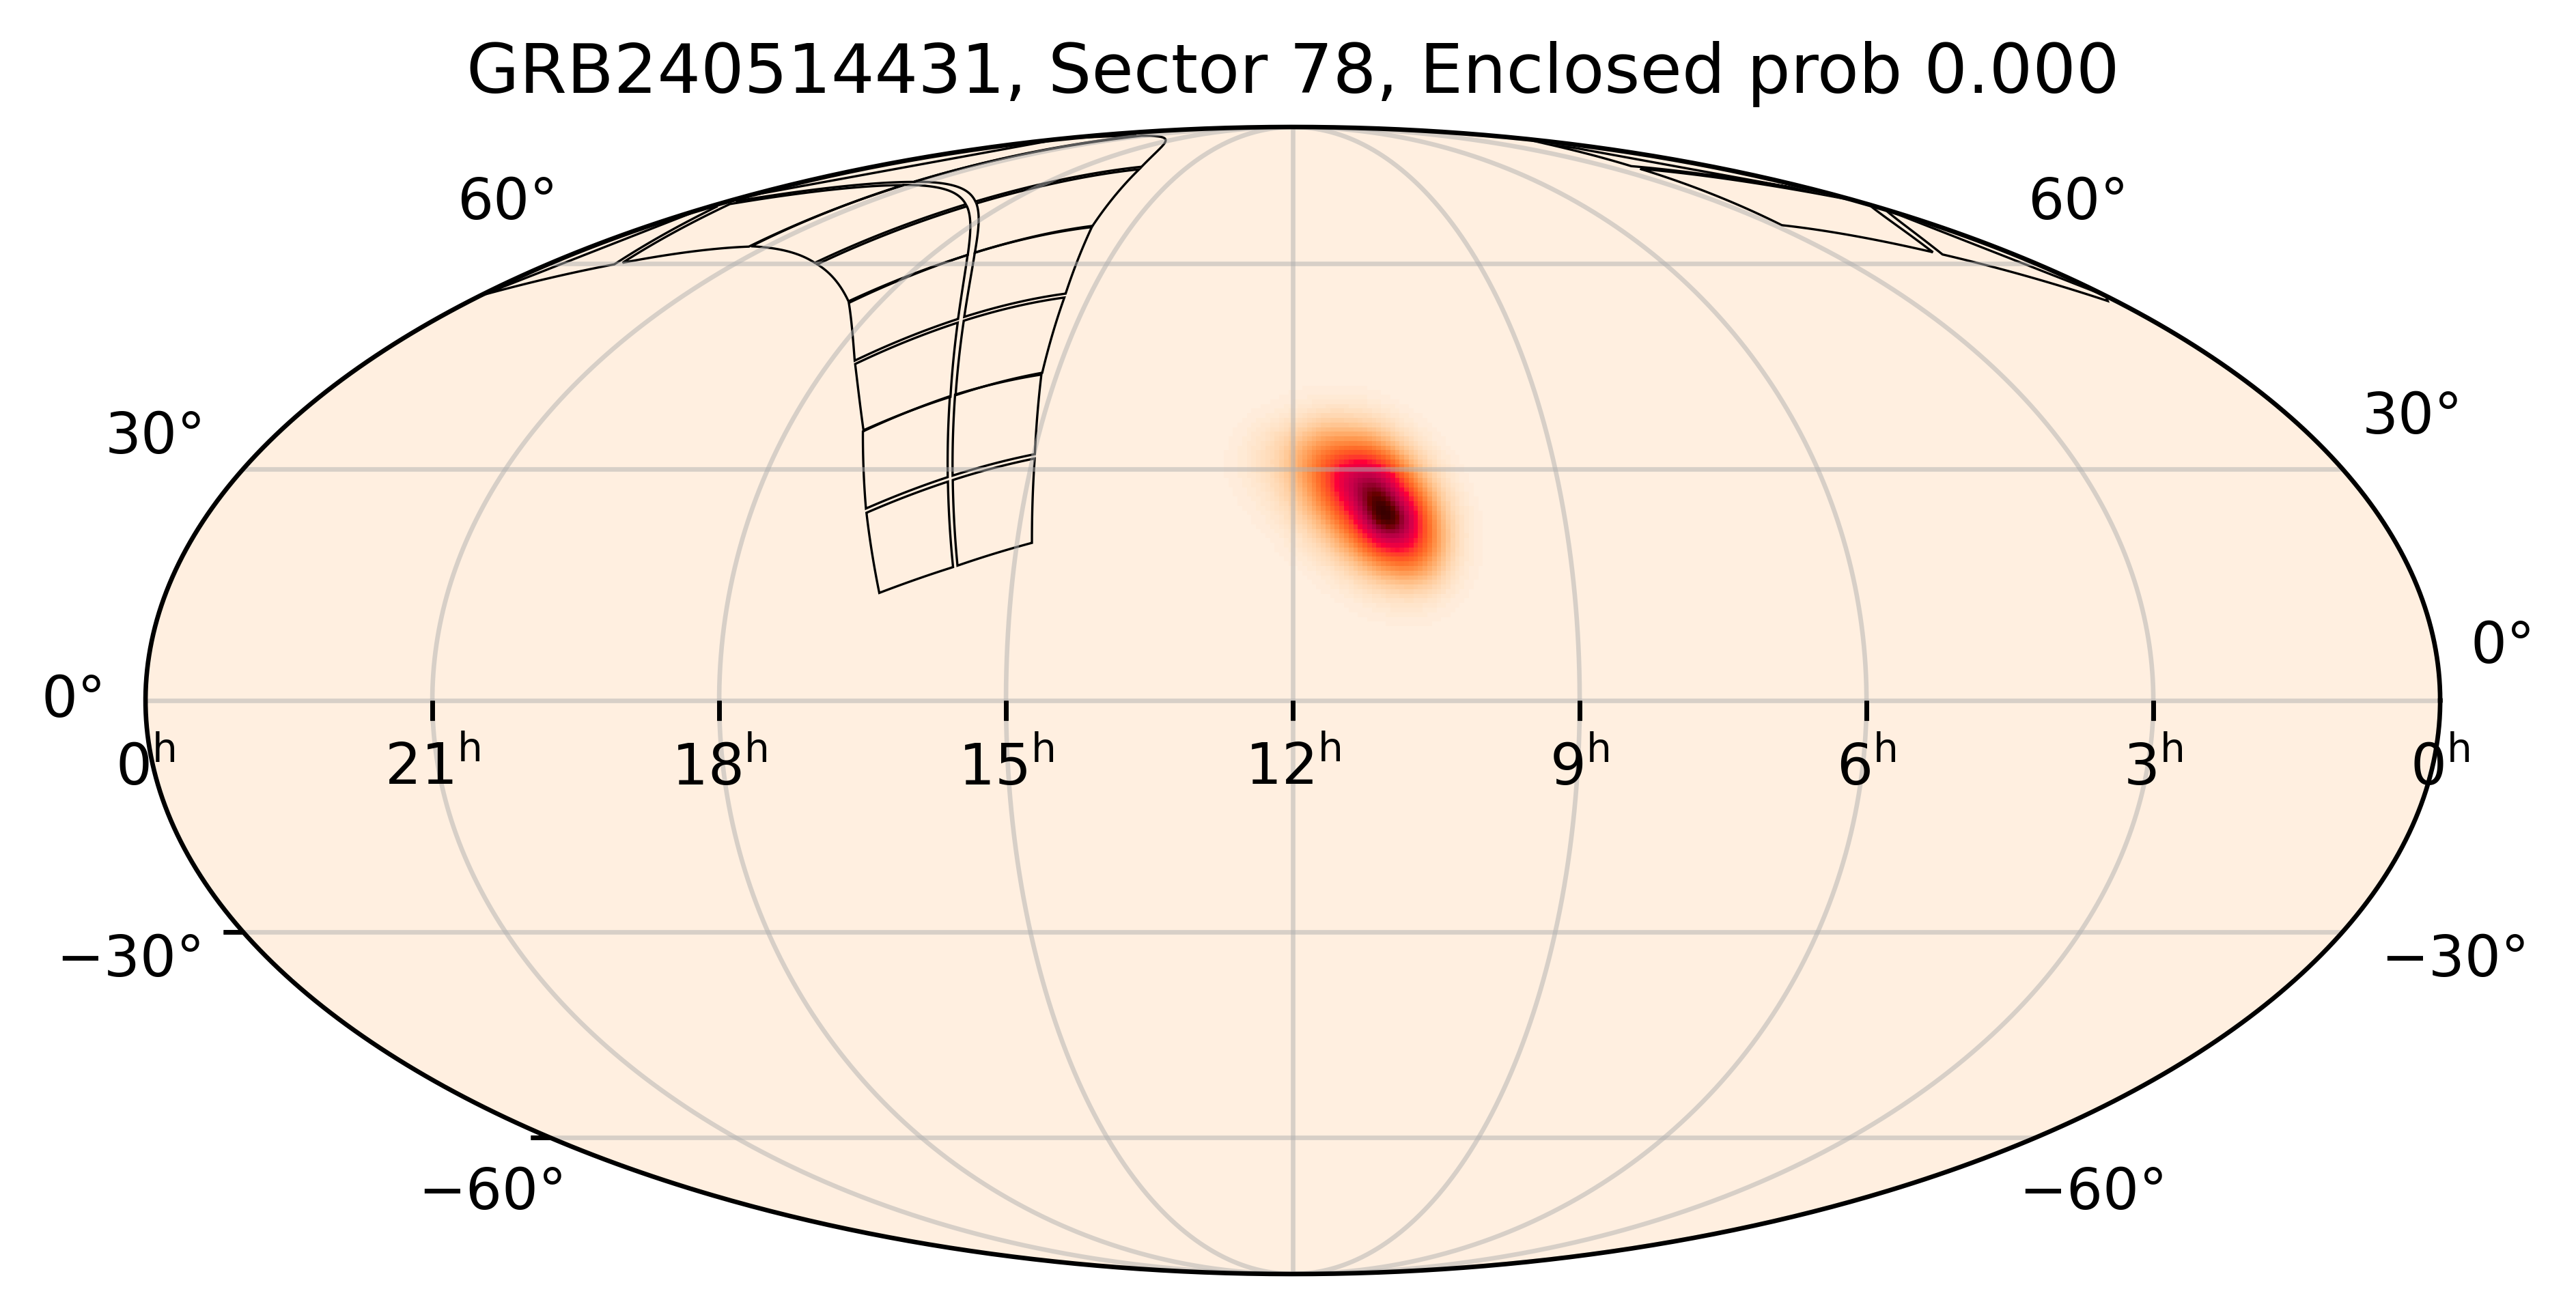 GRB240514431, Sector 78, Enclosed prob 0.000
60° 60°
30° 30°
0° 0°
0h 21h 18h 15h 12h 9h 6h 3h 0h
−30° −30°
−60° −60°